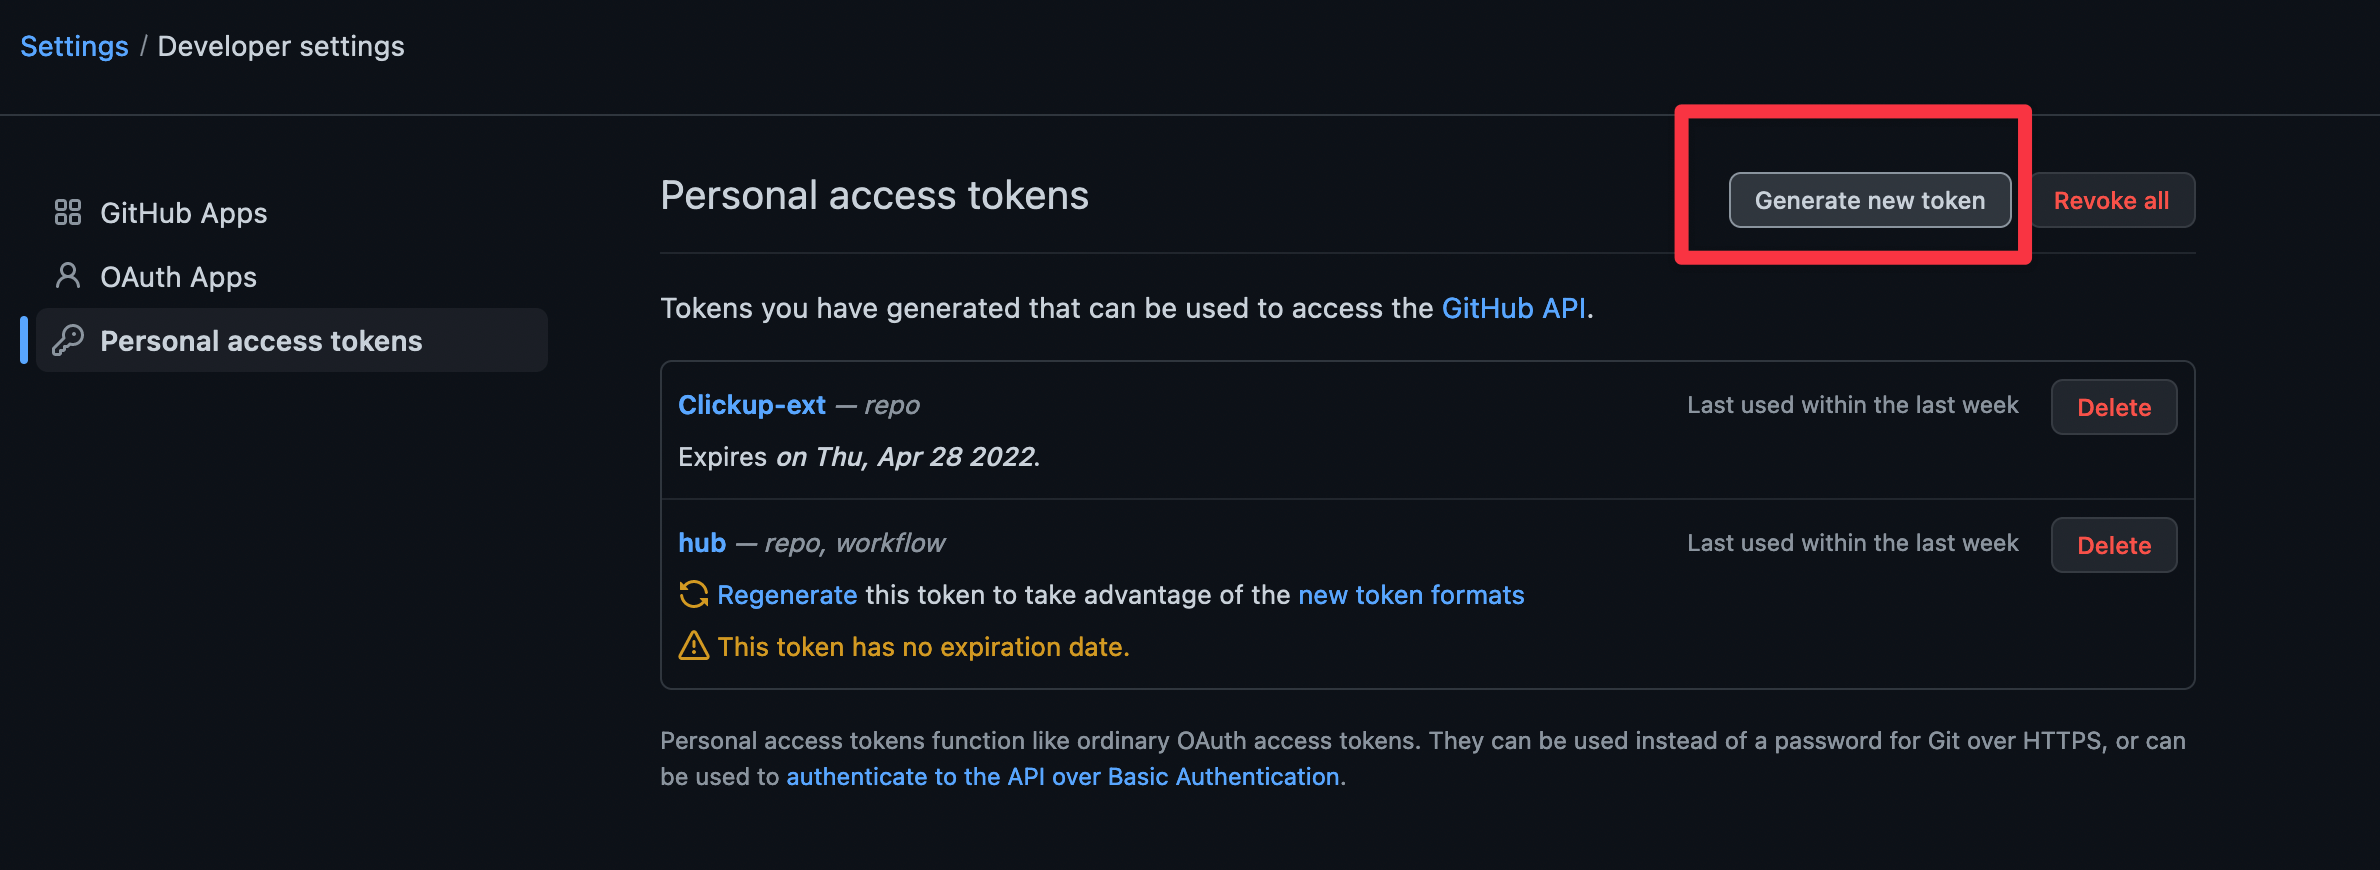 Settings / Developer settings
GitHub Apps
OAuth Apps
Personal access tokens
Personal access tokens
Generate new token
Revoke all
Tokens you have generated that can be used to access the GitHub API.
Clickup-ext — repo
Last used within the last week
Delete
Expires on Thu, Apr 28 2022.
hub — repo, workflow
Last used within the last week
Delete
Regenerate this token to take advantage of the new token formats
This token has no expiration date.
Personal access tokens function like ordinary OAuth access tokens. They can be used instead of a password for Git over HTTPS, or can
be used to authenticate to the API over Basic Authentication.